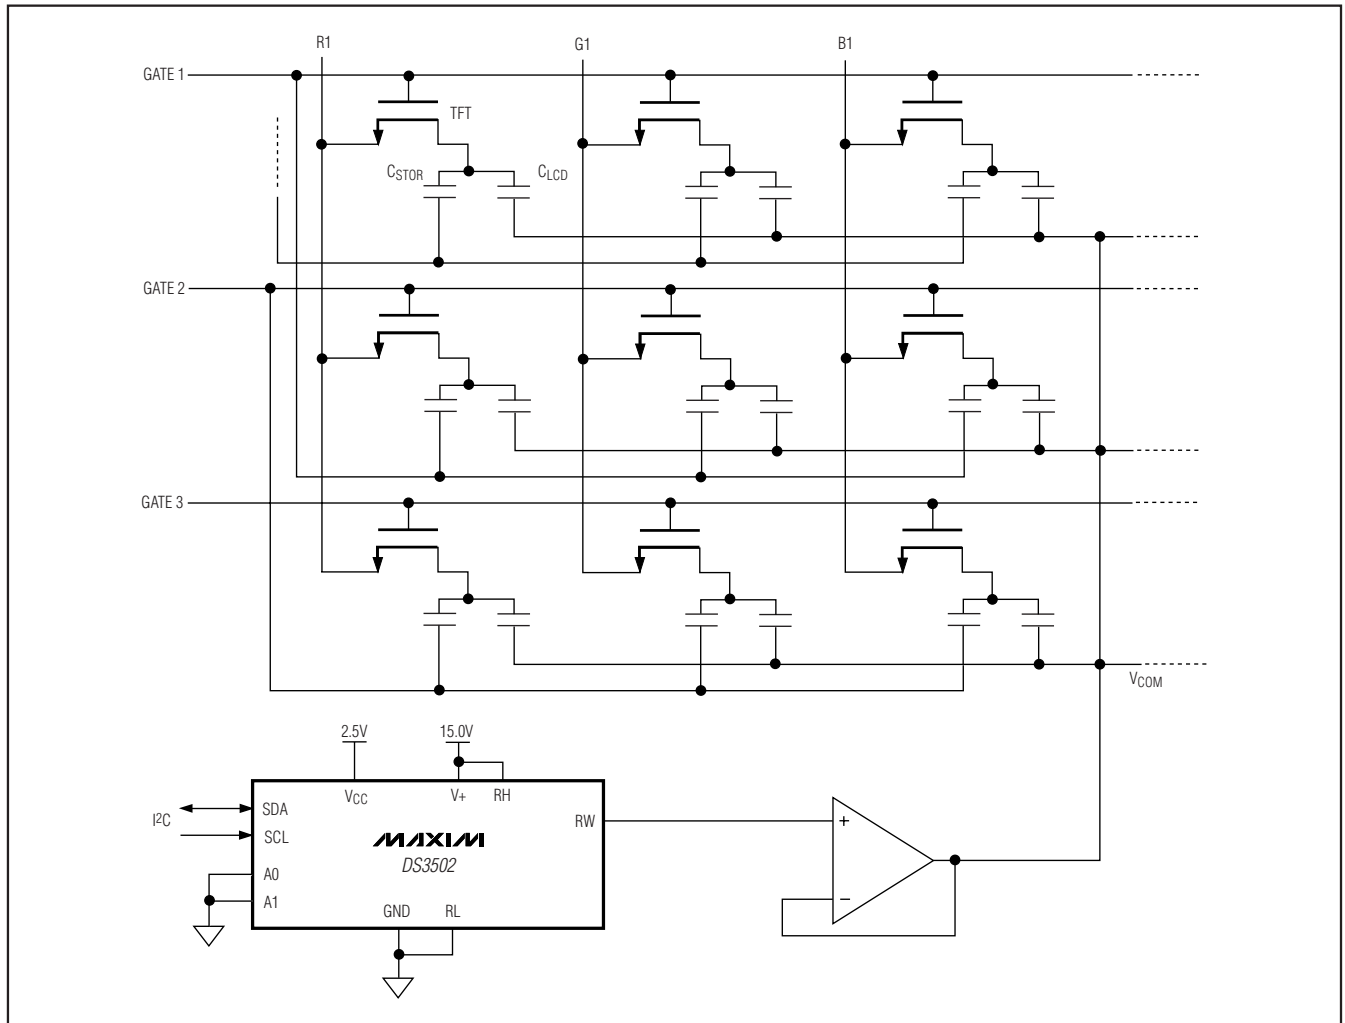 R1
G1
B1
GATE 1
TFT
CSTOR
CLCD
GATE 2
GATE 3
VCOM
2.5V
15.0V
VCC
V+
RH
I²C
SDA
SCL
RW
+
MAXIM
DS3502
A0
A1
−
GND
RL